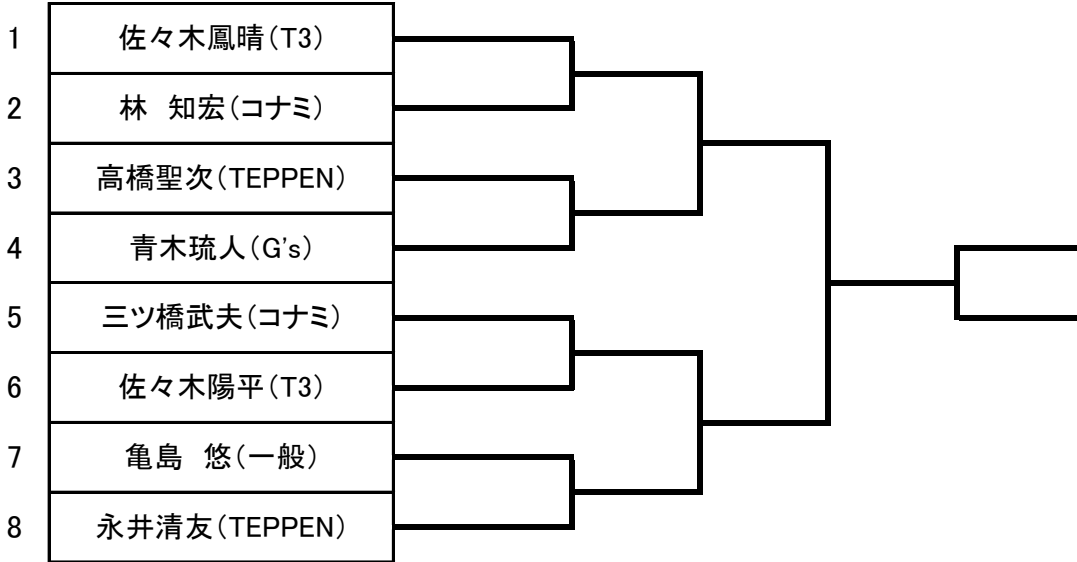 1 佐々木鳳晴(T3)
2 林　知宏(コナミ)
3 高橋聖次(TEPPEN)
4 青木琉人(G's)
5 三ツ橋武夫(コナミ)
6 佐々木陽平(T3)
7 亀島　悠(一般)
8 永井清友(TEPPEN)